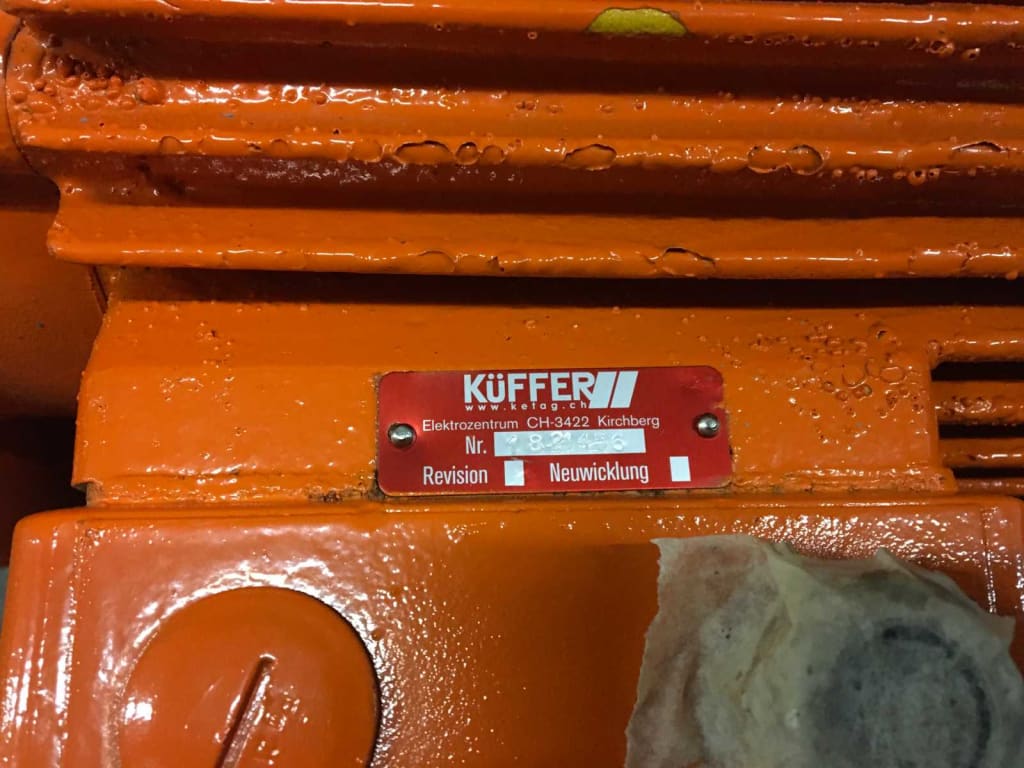 KÜFFER
www.ketag.ch
Elektrozentrum CH-3422 Kirchberg
Nr.
Revision Neuwicklung